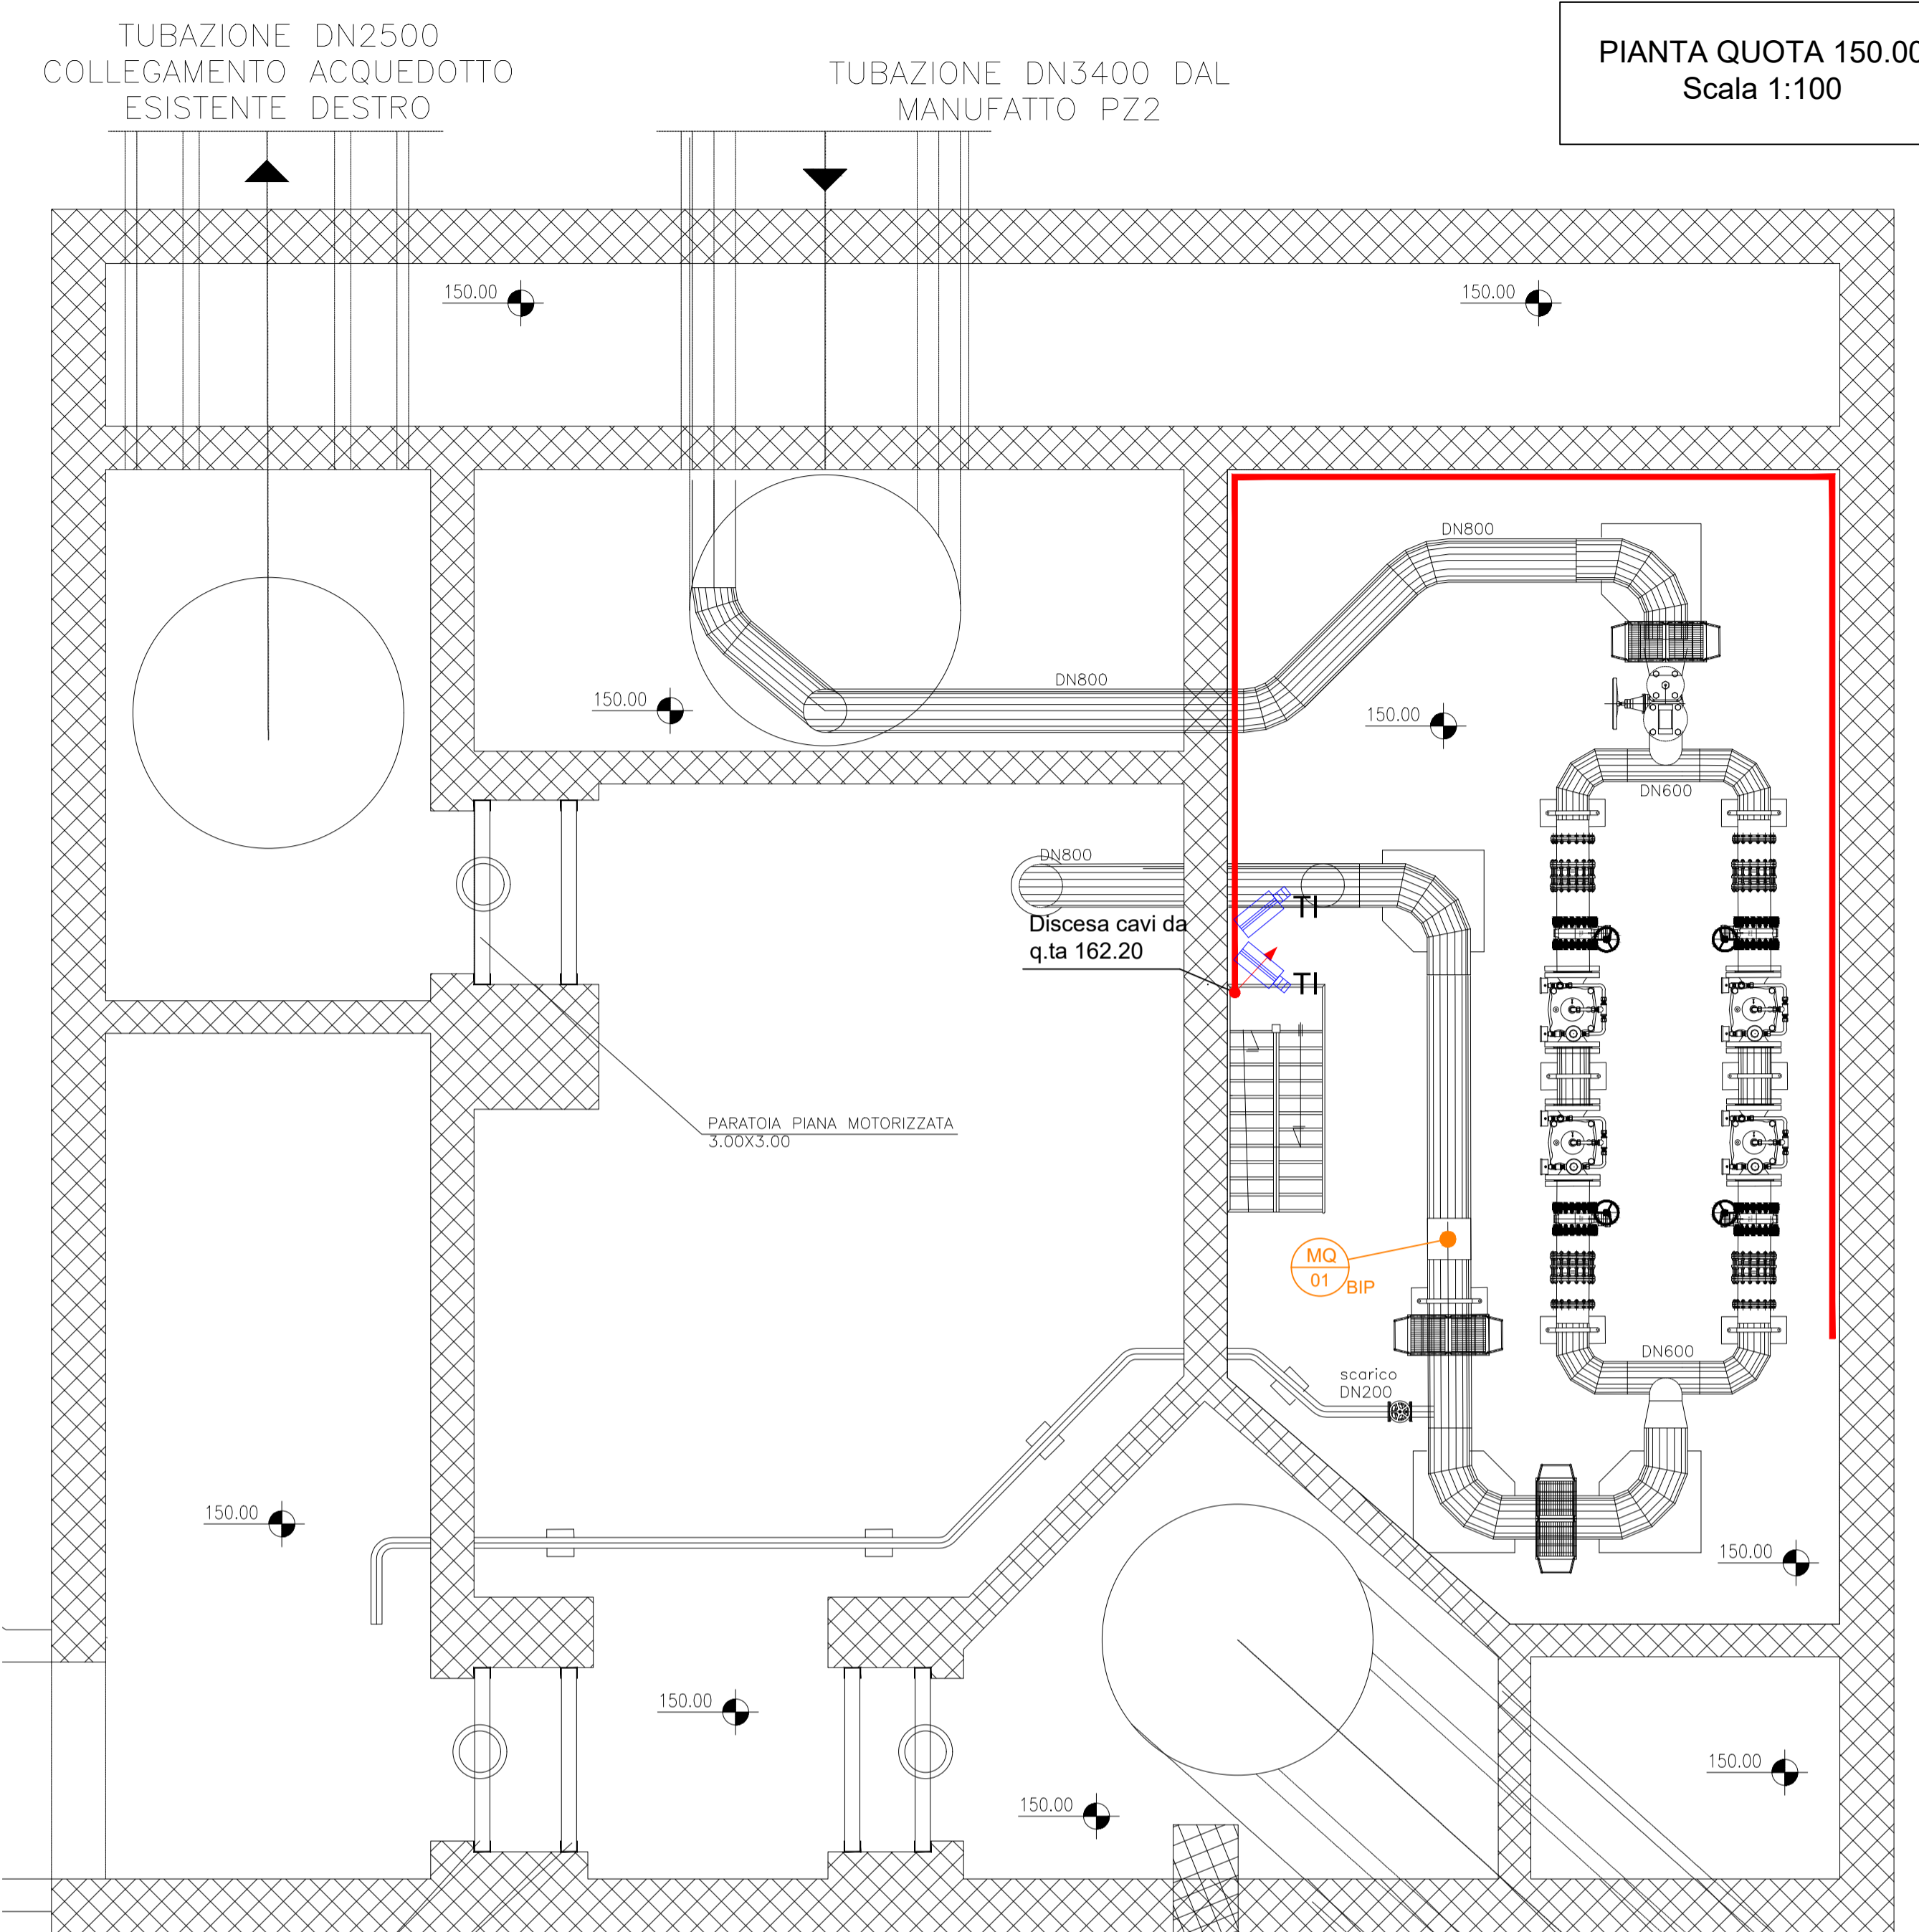 TUBAZIONE DN2500
COLLEGAMENTO ACQUEDOTTO
ESISTENTE DESTRO
TUBAZIONE DN3400 DAL
MANUFATTO PZ2
PIANTA QUOTA 150.00
Scala 1:100
150.00
150.00
DN800
DN800
150.00
150.00
DN600
DN800
TI
Discesa cavi da
q.ta 162.20
TI
PARATOIA PIANA MOTORIZZATA
3.00X3.00
MQ
01
BIP
DN600
scarico
DN200
150.00
150.00
150.00
150.00
150.00